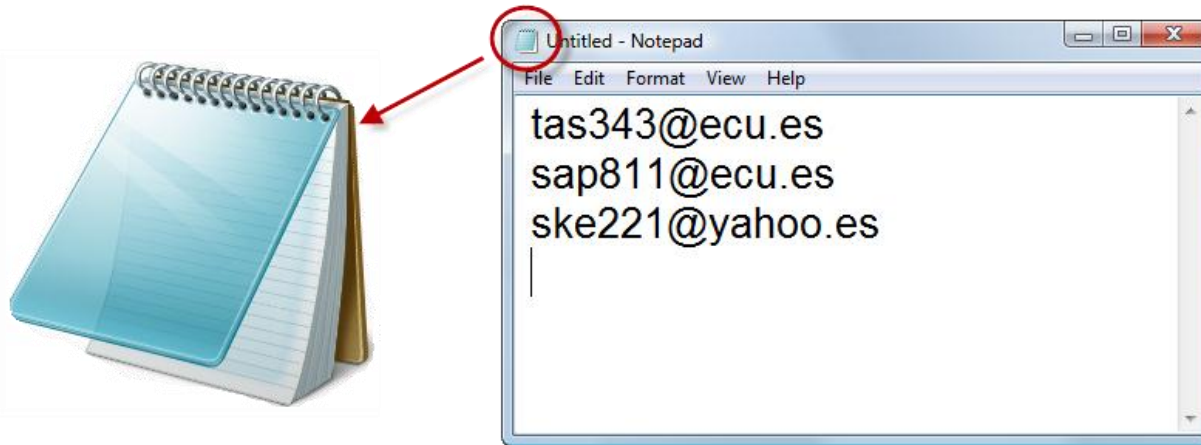 Untitled - Notepad
File Edit Format View Help
tas343@ecu.es
sap811@ecu.es
ske221@yahoo.es